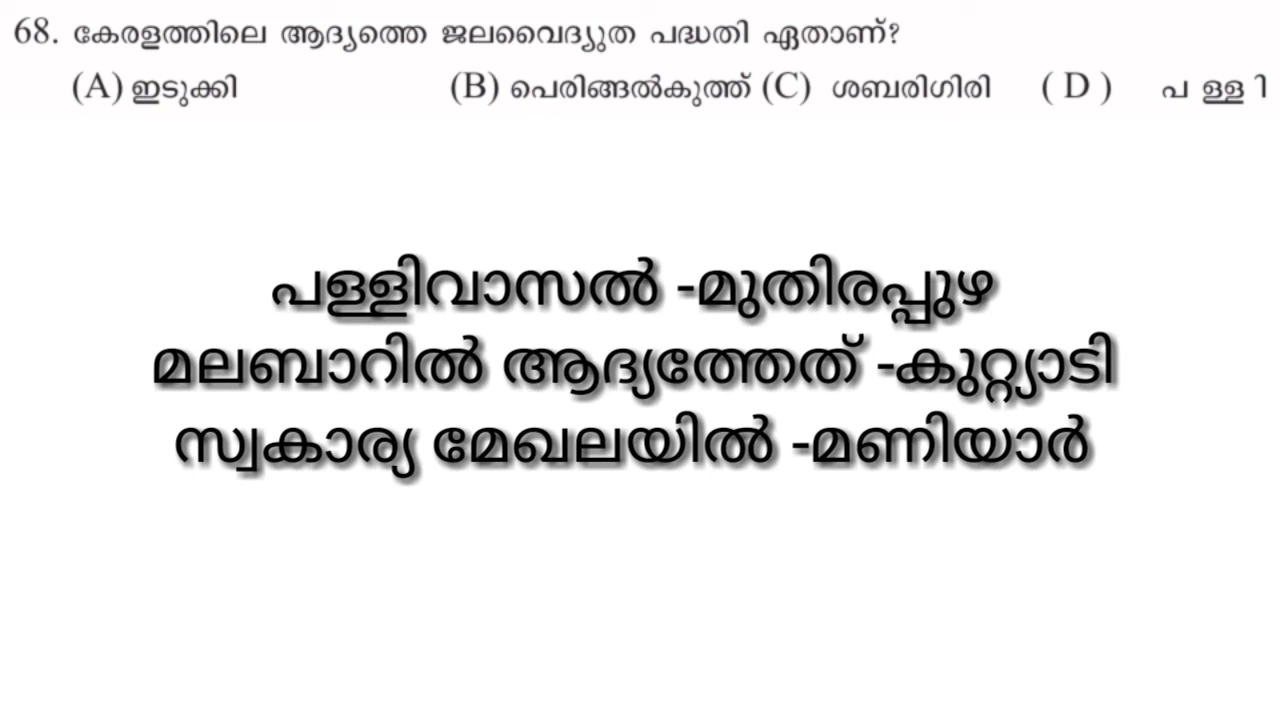 68. കേരളത്തിലെ ആദ്യത്തെ ജലവൈദ്യുത പദ്ധതി ഏതാണ്?
(A) ഇടുക്കി (B) പെരിങ്ങൽകുത്ത് (C) ശബരിഗിരി ( D ) പ ള്ള ി
പള്ളിവാസൽ -മുതിരപ്പുഴ
മലബാറിൽ ആദ്യത്തേത് -കുറ്റ്യാടി
സ്വകാര്യ മേഖലയിൽ -മണിയാർ